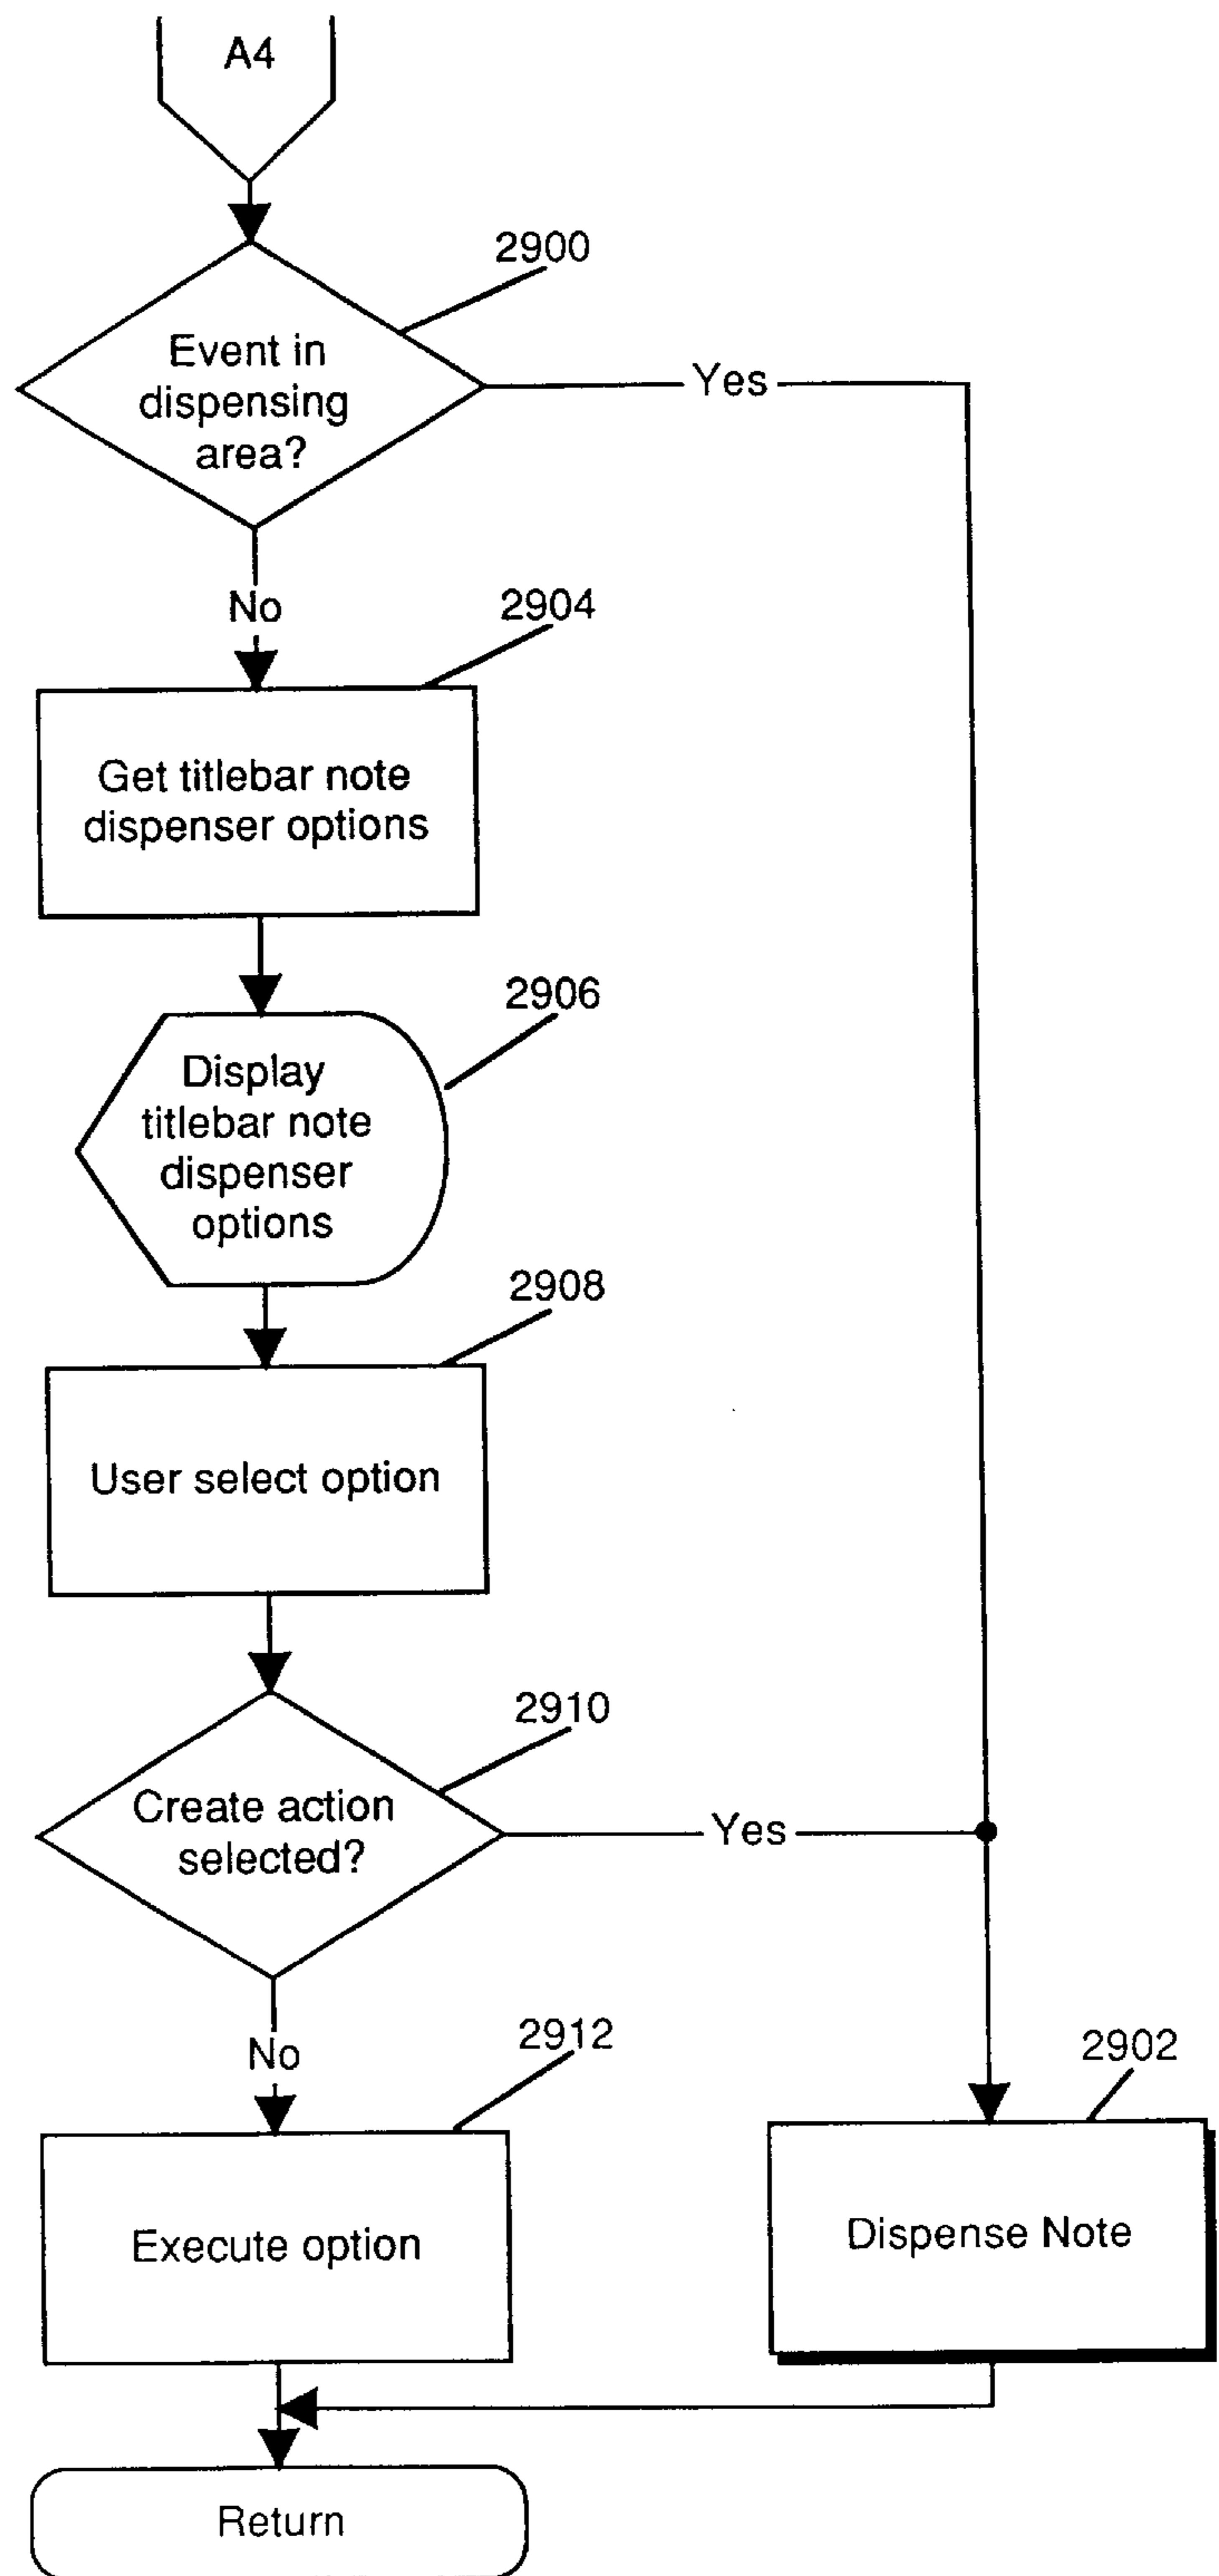 A4
2900
Event in
dispensing
area?
Yes
No
2904
Get titlebar note
dispenser options
2906
Display
titlebar note
dispenser
options
2908
User select option
2910
Create action
selected?
Yes
No
2912
2902
Execute option
Dispense Note
Return